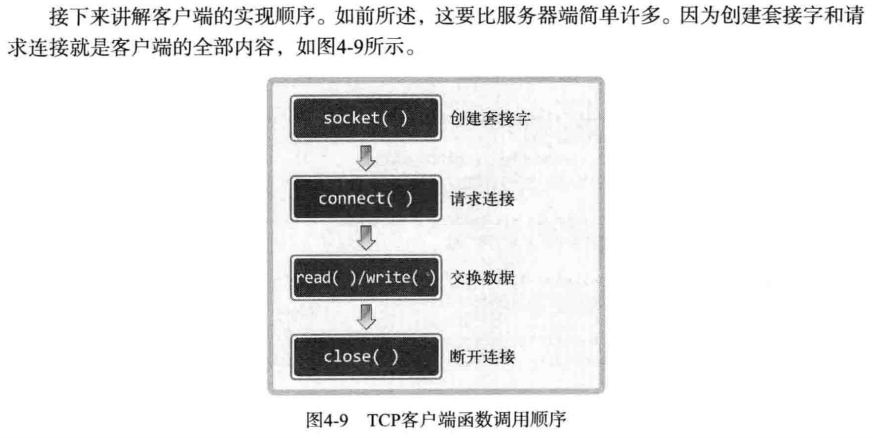 接下来讲解客户端的实现顺序。如前所述，这要比服务器端简单许多。因为创建套接字和请
求连接就是客户端的全部内容，如图4-9所示。
socket( ) 创建套接字
connect( ) 请求连接
read( )/write( ) 交换数据
close( ) 断开连接
图4-9 TCP客户端函数调用顺序